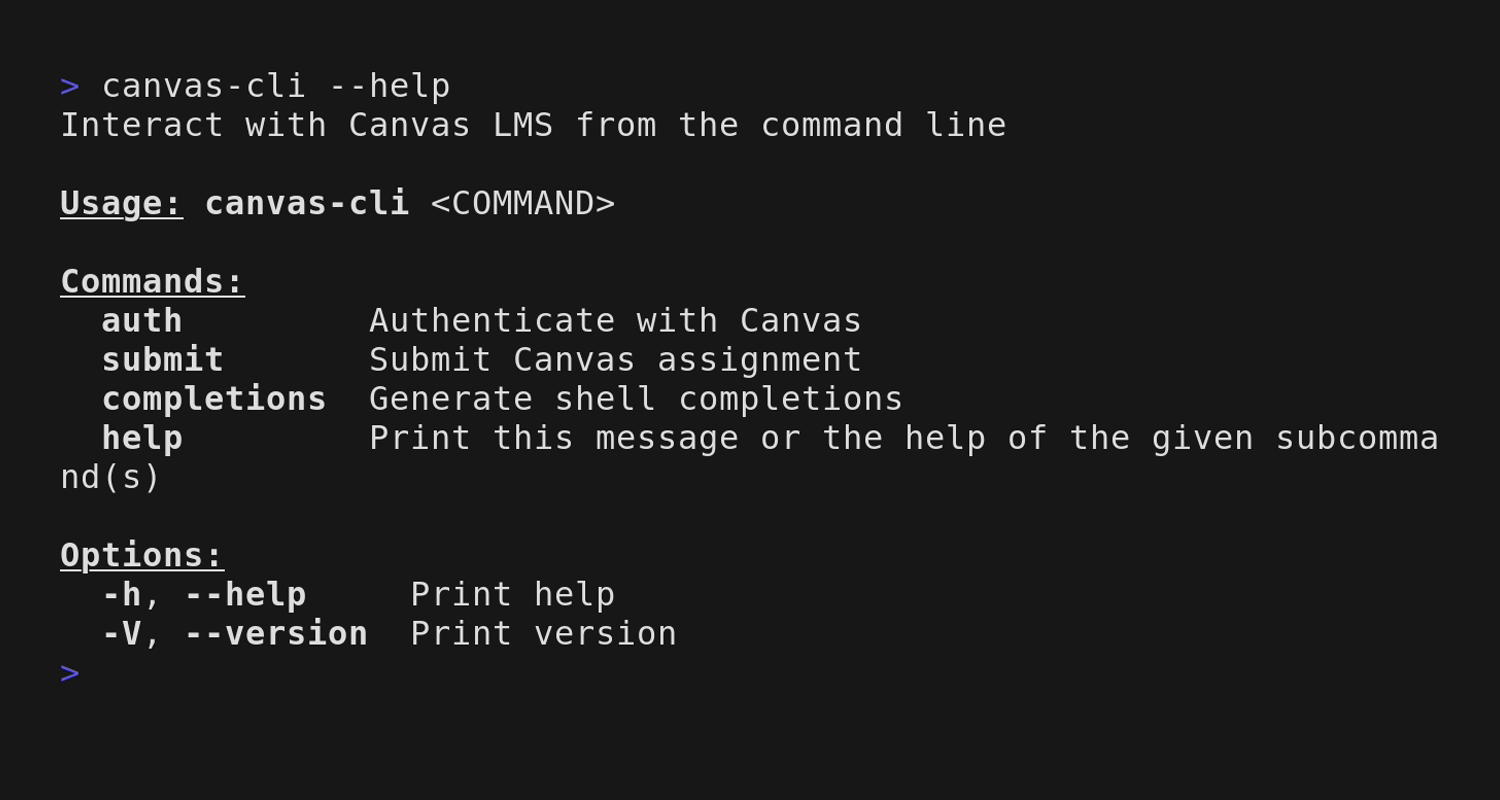 > canvas-cli --help
Interact with Canvas LMS from the command line
Usage: canvas-cli <COMMAND>
Commands:
  auth         Authenticate with Canvas
  submit       Submit Canvas assignment
  completions  Generate shell completions
  help         Print this message or the help of the given subcomma
nd(s)
Options:
  -h, --help     Print help
  -V, --version  Print version
>